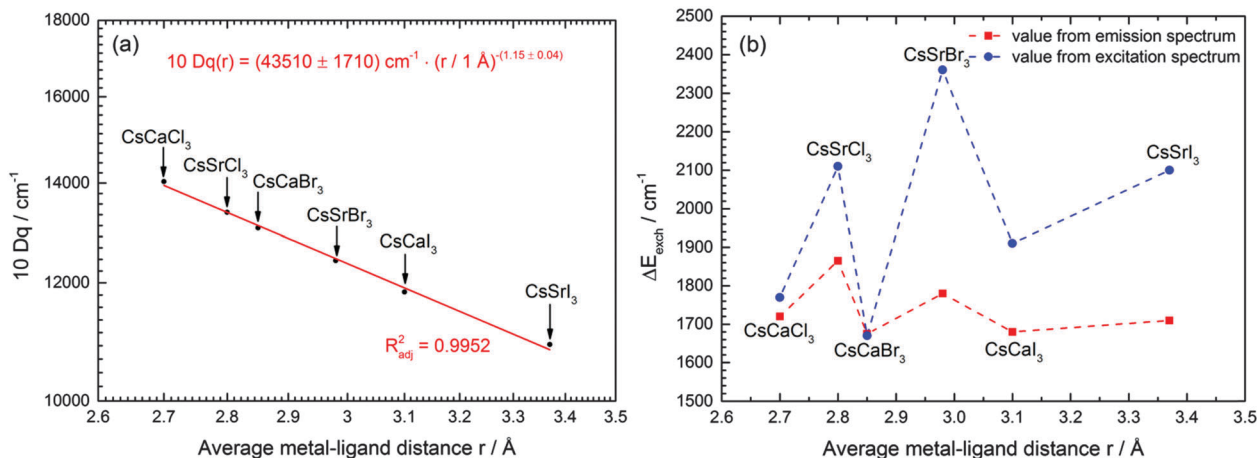 (a)
10 Dq(r) = (43510 ± 1710) cm⁻¹ · (r / 1 Å)⁻⁽¹·¹⁵ ± ⁰·⁰⁴⁾
18000
16000
14000
12000
10000
10 Dq / cm⁻¹
CsCaCl₃
CsSrCl₃
CsCaBr₃
CsSrBr₃
CsCaI₃
CsSrI₃
R²adj = 0.9952
2.6 2.7 2.8 2.9 3 3.1 3.2 3.3 3.4 3.5
Average metal-ligand distance r / Å
(b)
value from emission spectrum
value from excitation spectrum
2500
2400
2300
2200
2100
2000
1900
1800
1700
1600
1500
ΔEexch / cm⁻¹
CsSrBr₃
CsSrCl₃
CsSrI₃
CsCaCl₃
CsCaBr₃
CsCaI₃
2.6 2.7 2.8 2.9 3.0 3.1 3.2 3.3 3.4 3.5
Average metal-ligand distance r / Å